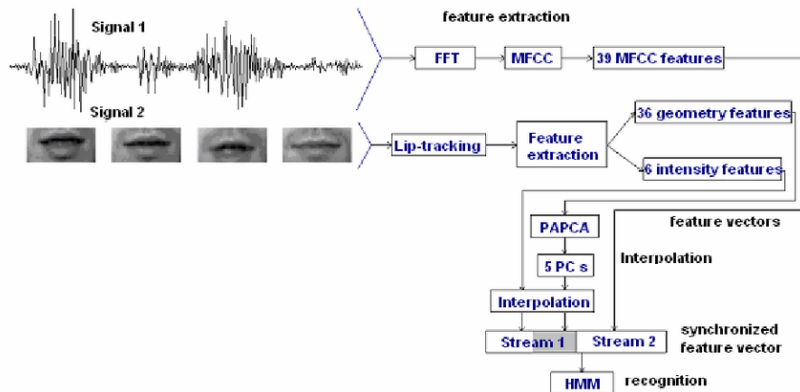 feature extraction
Signal 1
FFT
MFCC
39 MFCC features
Signal 2
36 geometry features
Lip-tracking
Feature
extraction
6 intensity features
feature vectors
PAPCA
Interpolation
5 PC s
Interpolation
Stream 1
Stream 2
synchronized
feature vector
HMM
recognition